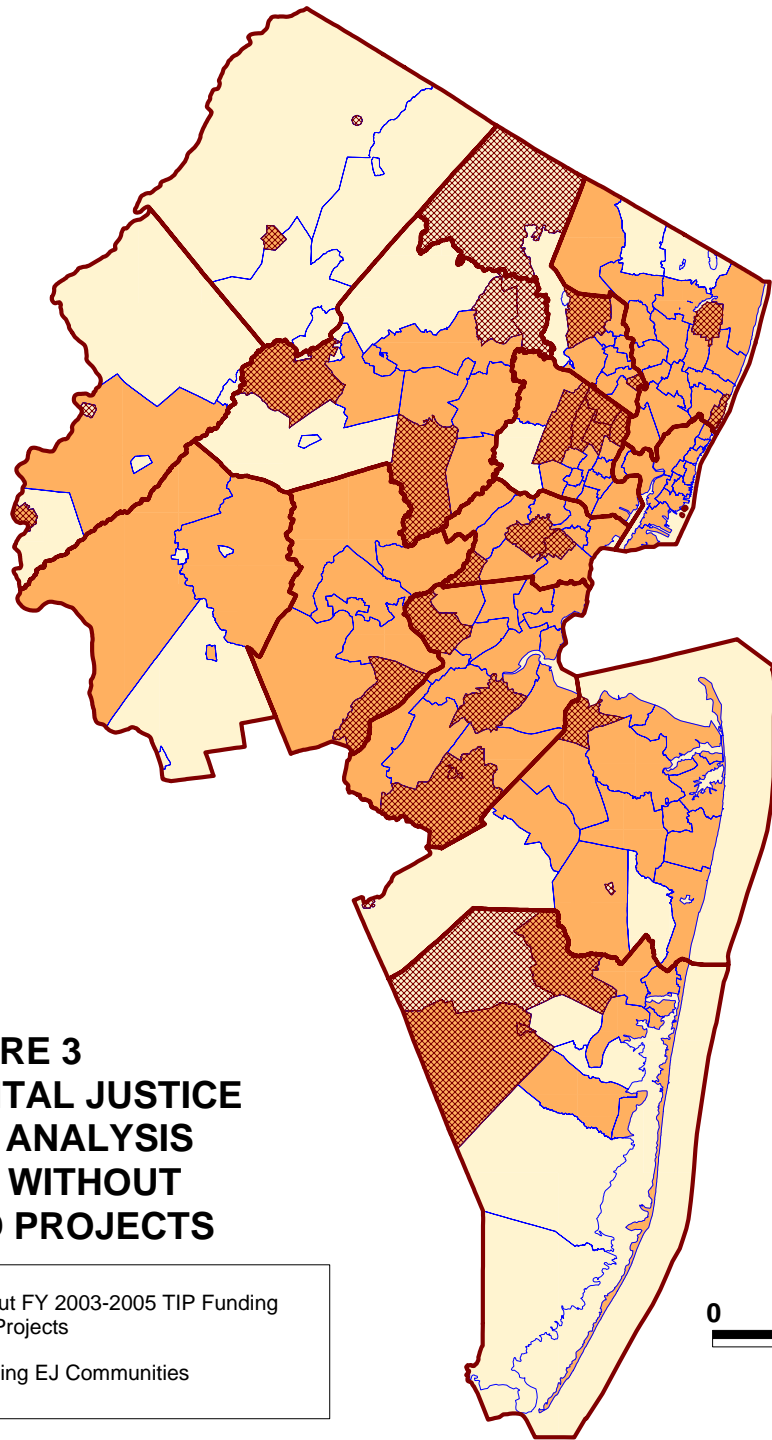 RE 3
TAL JUSTICE
ANALYSIS
WITHOUT
PROJECTS
ut FY 2003-2005 TIP Funding
Projects
ing EJ Communities
0